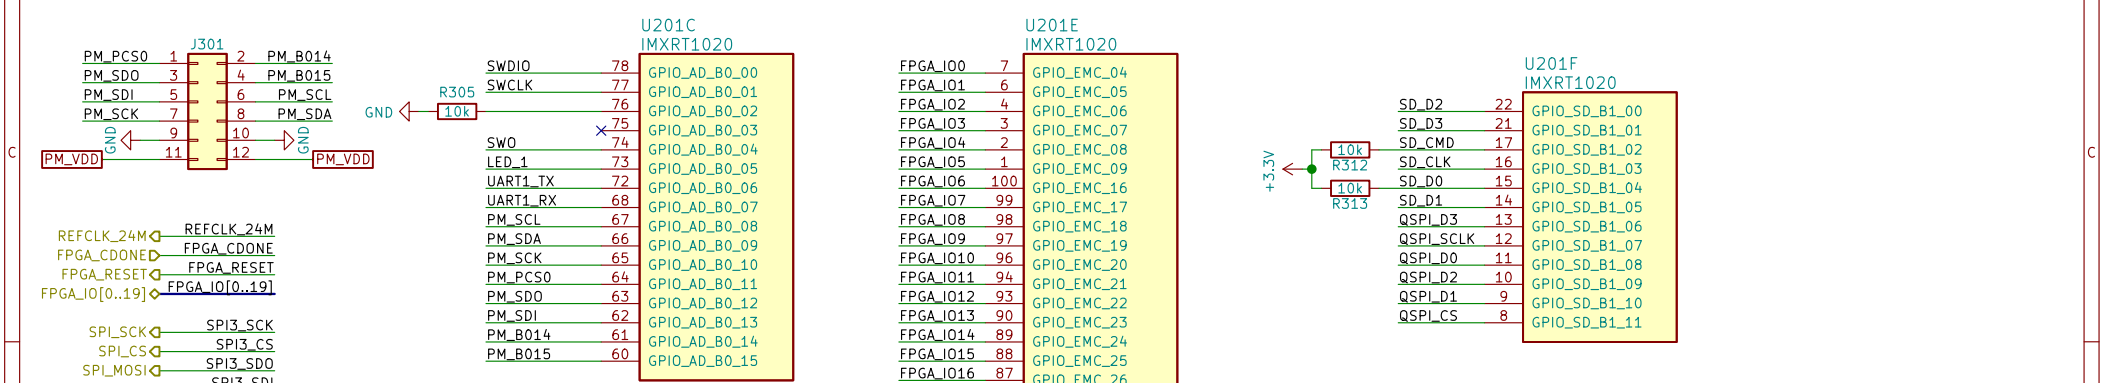 C
J301
PM_PCS0 1 2 PM_B014
PM_SDO 3 4 PM_B015
PM_SDI 5 6 PM_SCL
PM_SCK 7 8 PM_SDA
GND 9 10 GND
PM_VDD 11 12 PM_VDD
REFCLK_24M REFCLK_24M
FPGA_CDONE FPGA_CDONE
FPGA_RESET FPGA_RESET
FPGA_IO[0..19] FPGA_IO[0..19]
SPI_SCK SPI3_SCK
SPI_CS SPI3_CS
SPI_MOSI SPI3_SDO
SPI3_SDI
U201C
IMXRT1020
SWDIO 78 GPIO_AD_B0_00
SWCLK 77 GPIO_AD_B0_01
R305
GND 10k 76 GPIO_AD_B0_02
75 GPIO_AD_B0_03
SWO 74 GPIO_AD_B0_04
LED_1 73 GPIO_AD_B0_05
UART1_TX 72 GPIO_AD_B0_06
UART1_RX 68 GPIO_AD_B0_07
PM_SCL 67 GPIO_AD_B0_08
PM_SDA 66 GPIO_AD_B0_09
PM_SCK 65 GPIO_AD_B0_10
PM_PCS0 64 GPIO_AD_B0_11
PM_SDO 63 GPIO_AD_B0_12
PM_SDI 62 GPIO_AD_B0_13
PM_B014 61 GPIO_AD_B0_14
PM_B015 60 GPIO_AD_B0_15
U201E
IMXRT1020
FPGA_IO0 7 GPIO_EMC_04
FPGA_IO1 6 GPIO_EMC_05
FPGA_IO2 4 GPIO_EMC_06
FPGA_IO3 3 GPIO_EMC_07
FPGA_IO4 2 GPIO_EMC_08
FPGA_IO5 1 GPIO_EMC_09
FPGA_IO6 100 GPIO_EMC_16
FPGA_IO7 99 GPIO_EMC_17
FPGA_IO8 98 GPIO_EMC_18
FPGA_IO9 97 GPIO_EMC_19
FPGA_IO10 96 GPIO_EMC_20
FPGA_IO11 94 GPIO_EMC_21
FPGA_IO12 93 GPIO_EMC_22
FPGA_IO13 90 GPIO_EMC_23
FPGA_IO14 89 GPIO_EMC_24
FPGA_IO15 88 GPIO_EMC_25
FPGA_IO16 87 GPIO_EMC_26
U201F
IMXRT1020
SD_D2 22 GPIO_SD_B1_00
SD_D3 21 GPIO_SD_B1_01
10k SD_CMD 17 GPIO_SD_B1_02
R312
+3.3V
SD_CLK 16 GPIO_SD_B1_03
10k SD_D0 15 GPIO_SD_B1_04
R313
SD_D1 14 GPIO_SD_B1_05
QSPI_D3 13 GPIO_SD_B1_06
QSPI_SCLK 12 GPIO_SD_B1_07
QSPI_D0 11 GPIO_SD_B1_08
QSPI_D2 10 GPIO_SD_B1_09
QSPI_D1 9 GPIO_SD_B1_10
QSPI_CS 8 GPIO_SD_B1_11
C